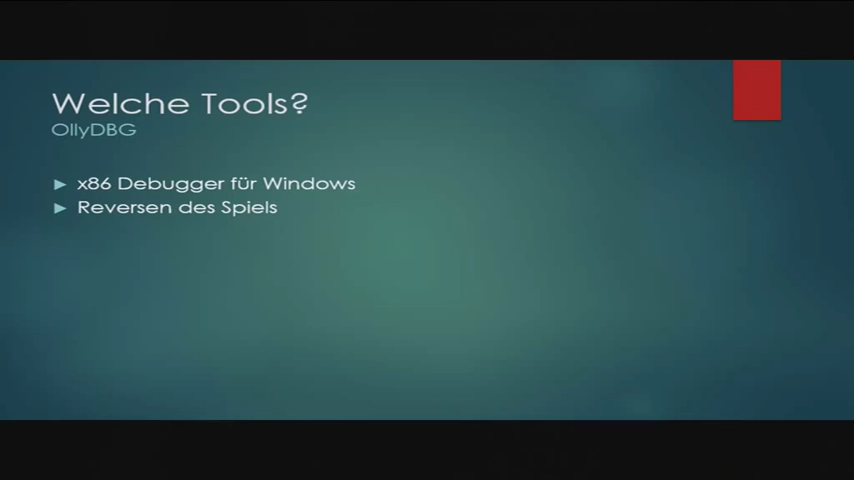 Welche Tools?
OllyDBG
x86 Debugger für Windows
Reversen des Spiels